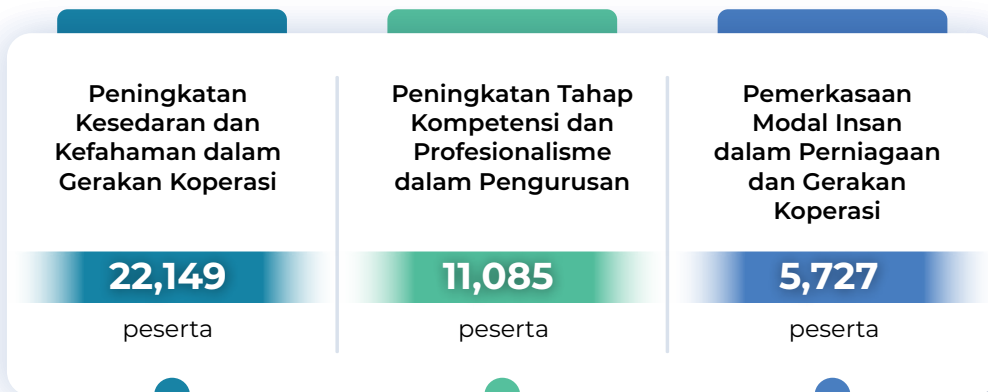 Peningkatan
Kesedaran dan
Kefahaman dalam
Gerakan Koperasi
22,149
peserta
Peningkatan Tahap
Kompetensi dan
Profesionalisme
dalam Pengurusan
11,085
peserta
Pemerkasaan
Modal Insan
dalam Perniagaan
dan Gerakan
Koperasi
5,727
peserta